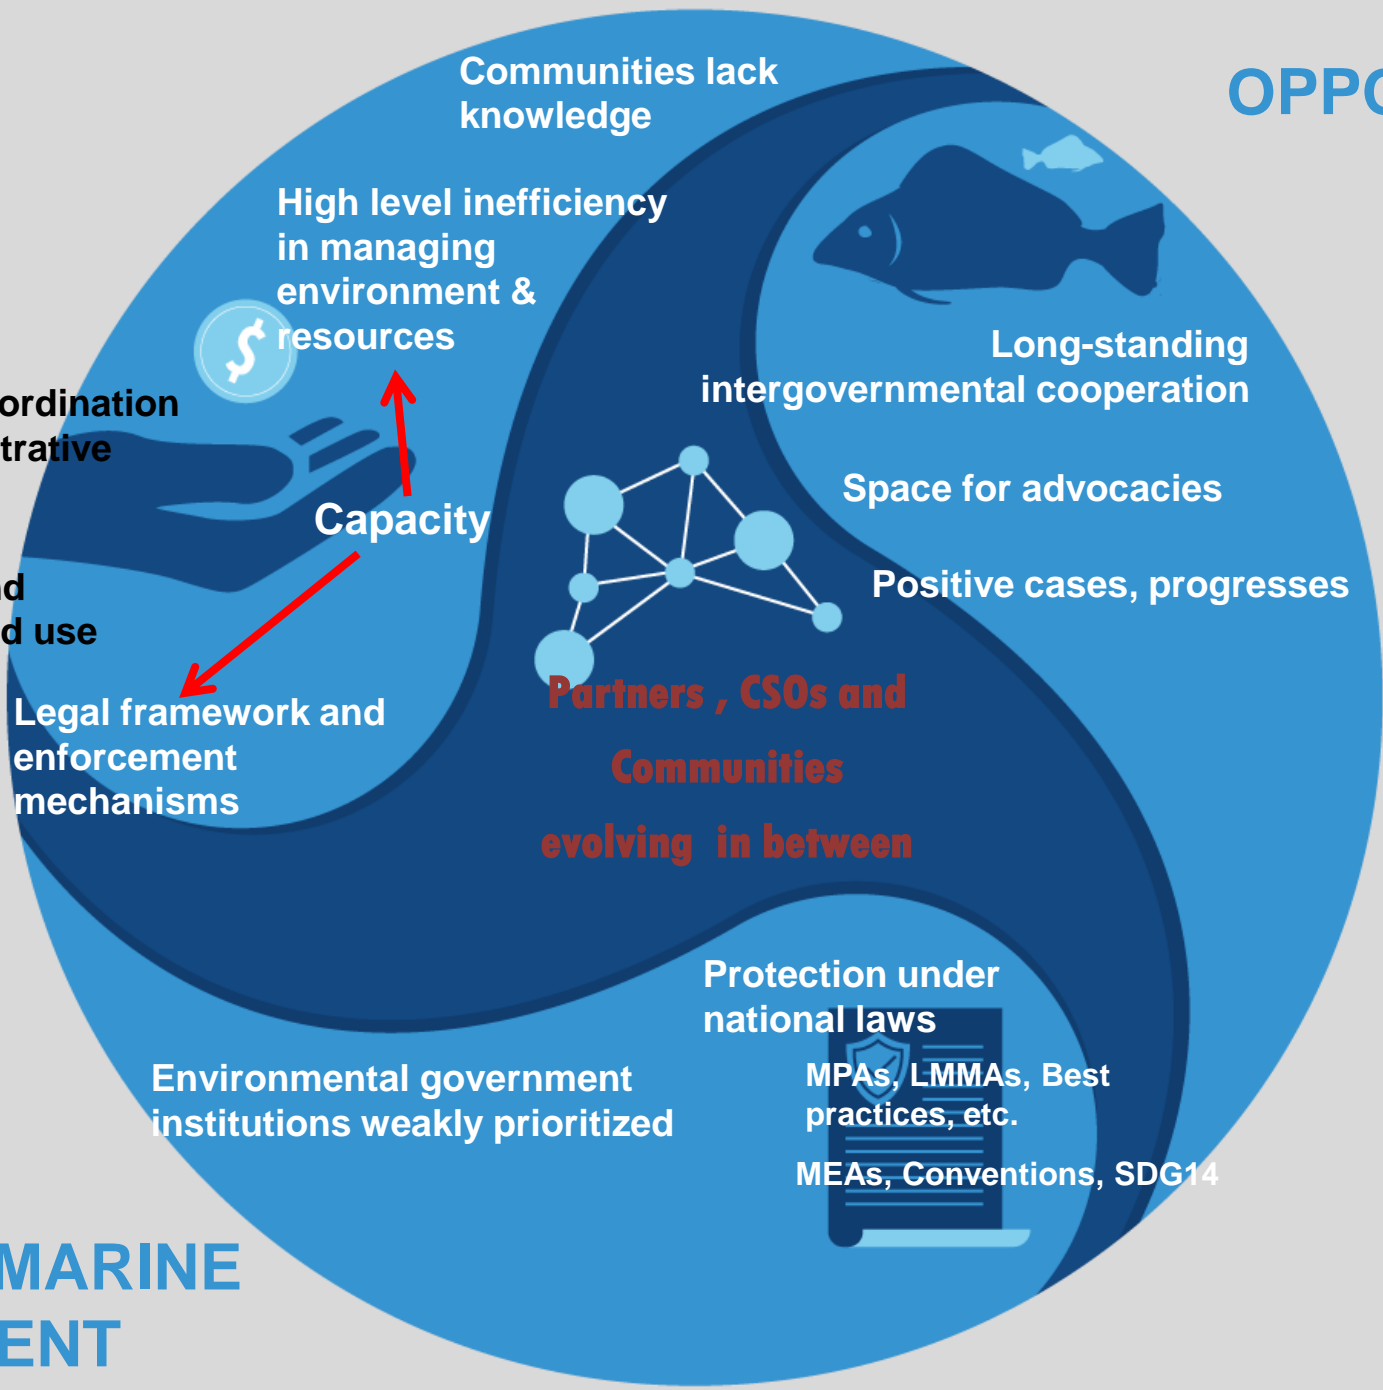 Communities lack
knowledge
OPPO
High level inefficiency
in managing
environment &
resources
$
Long-standing
intergovernmental cooperation
ordination
trative
Space for advocacies
Capacity
Positive cases, progresses
d use
Legal framework and
enforcement
mechanisms
Partners , CSOs and
Communities
evolving  in between
Protection under
national laws
MPAs, LMMAs, Best
practices, etc.
MEAs, Conventions, SDG14
Environmental government
institutions weakly prioritized
MARINE
ENT